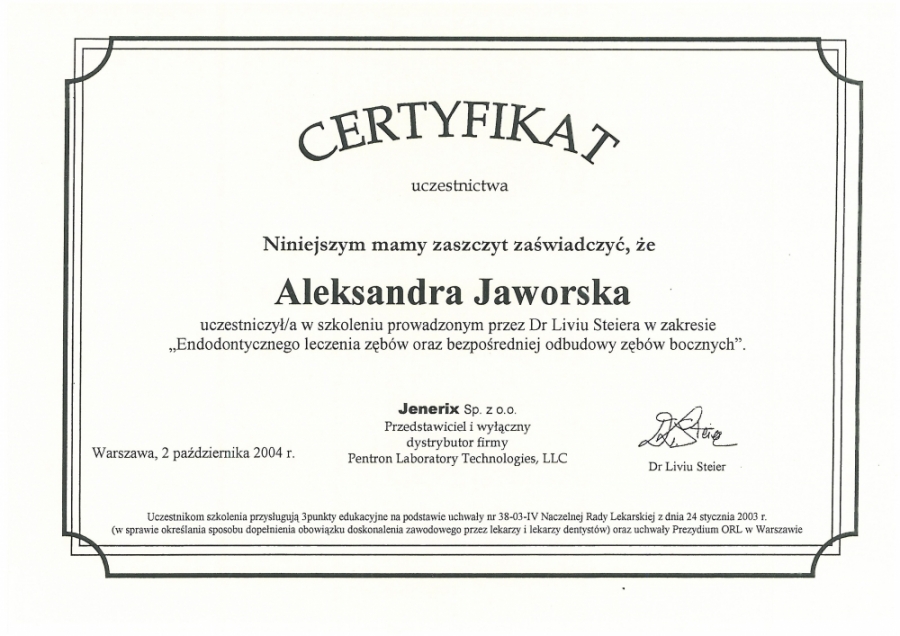 CERTYFIKAT
uczestnictwa
Niniejszym mamy zaszczyt zaświadczyć, że
Aleksandra Jaworska
uczestniczył/a w szkoleniu prowadzonym przez Dr Liviu Steiera w zakresie
„Endodontycznego leczenia zębów oraz bezpośredniej odbudowy zębów bocznych”.
Jenerix Sp. z o.o.
Przedstawiciel i wyłączny
dystrybutor firmy
Pentron Laboratory Technologies, LLC
Warszawa, 2 października 2004 r.
Dr Liviu Steier
Uczestnikom szkolenia przysługują 3punkty edukacyjne na podstawie uchwały nr 38-03-IV Naczelnej Rady Lekarskiej z dnia 24 stycznia 2003 r.
(w sprawie określania sposobu dopełnienia obowiązku doskonalenia zawodowego przez lekarzy i lekarzy dentystów) oraz uchwały Prezydium ORL w Warszawie